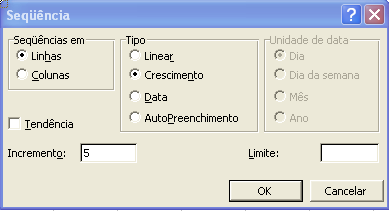 Seqüência
Seqüências em
Linhas
Colunas
Tendência
Tipo
Linear
Crescimento
Data
AutoPreenchimento
Unidade de data
Dia
Dia da semana
Mês
Ano
Incremento: 5
Limite:
OK
Cancelar